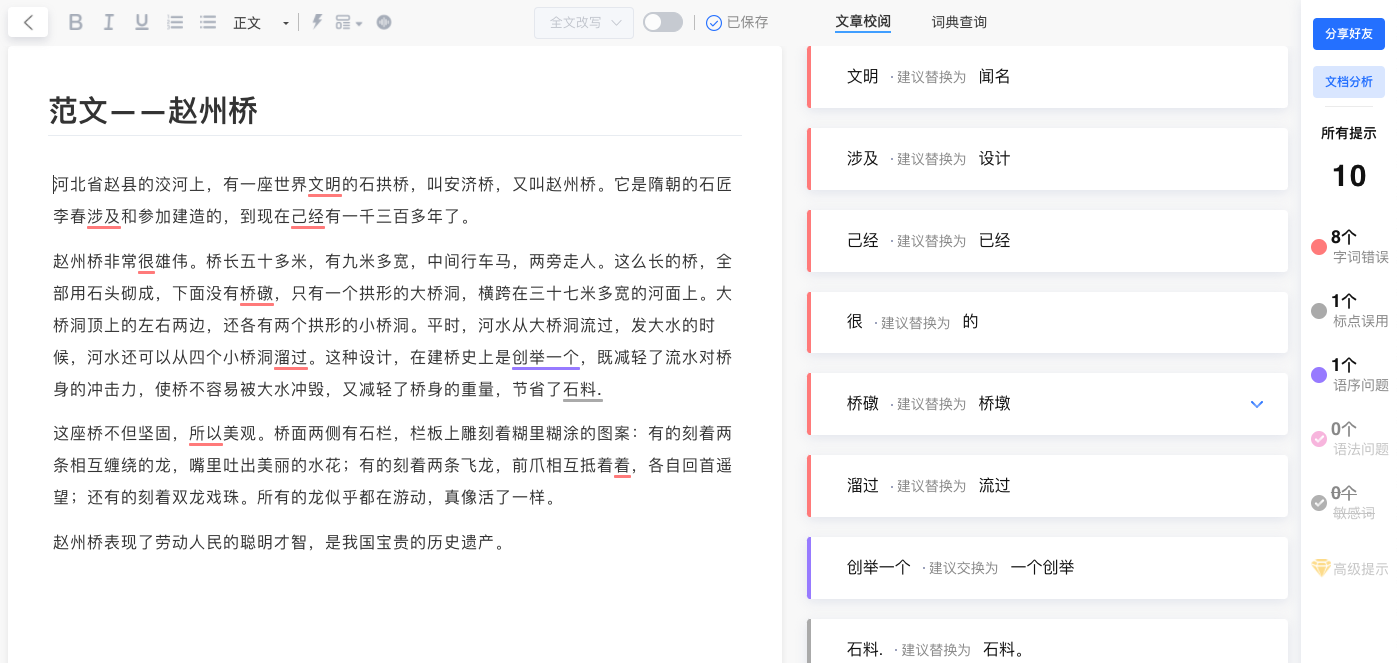 B I U 正文 全文改写 已保存 文章校阅 词典查询
范文——赵州桥
河北省赵县的洨河上，有一座世界文明的石拱桥，叫安济桥，又叫赵州桥。它是隋朝的石匠
李春涉及和参加建造的，到现在己经有一千三百多年了。
赵州桥非常很雄伟。桥长五十多米，有九米多宽，中间行车马，两旁走人。这么长的桥，全
部用石头砌成，下面没有桥礅，只有一个拱形的大桥洞，横跨在三十七米多宽的河面上。大
桥洞顶上的左右两边，还各有两个拱形的小桥洞。平时，河水从大桥洞流过，发大水的时
候，河水还可以从四个小桥洞溜过。这种设计，在建桥史上是创举一个，既减轻了流水对桥
身的冲击力，使桥不容易被大水冲毁，又减轻了桥身的重量，节省了石料.
这座桥不但坚固，所以美观。桥面两侧有石栏，栏板上雕刻着糊里糊涂的图案：有的刻着两
条相互缠绕的龙，嘴里吐出美丽的水花；有的刻着两条飞龙，前爪相互抵着着，各自回首遥
望；还有的刻着双龙戏珠。所有的龙似乎都在游动，真像活了一样。
赵州桥表现了劳动人民的聪明才智，是我国宝贵的历史遗产。
文明 · 建议替换为 闻名
涉及 · 建议替换为 设计
己经 · 建议替换为 已经
很 · 建议替换为 的
桥礅 · 建议替换为 桥墩
溜过 · 建议替换为 流过
创举一个 · 建议交换为 一个创举
石料. · 建议替换为 石料。
分享好友
文档分析
所有提示
10
8个
字词错误
1个
标点误用
1个
语序问题
0个
语法问题
0个
敏感词
高级提示